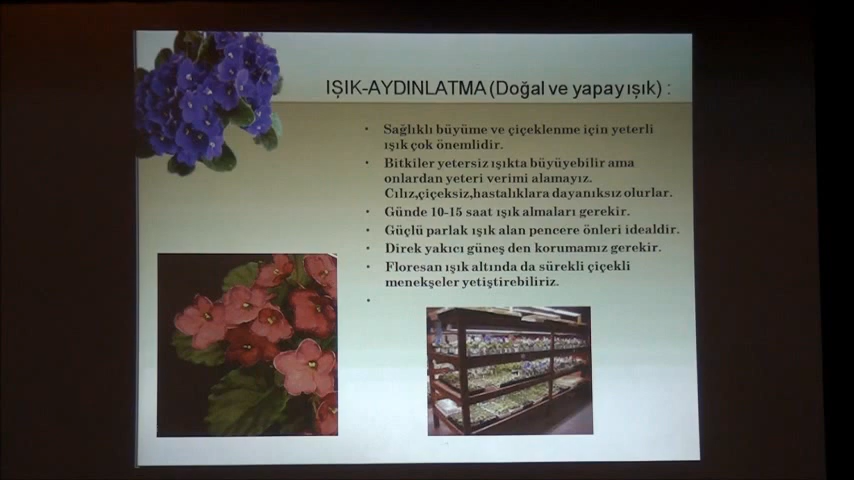 IŞIK-AYDINLATMA (Doğal ve yapay ışık) :
• Sağlıklı büyüme ve çiçeklenme için yeterli
ışık çok önemlidir.
• Bitkiler yetersiz ışıkta büyüyebilir ama
onlardan yeteri verimi alamayız.
Cılız,çiçeksiz,hastalıklara dayanıksız olurlar.
• Günde 10-15 saat ışık almaları gerekir.
• Güçlü parlak ışık alan pencere önleri idealdir.
• Direk yakıcı güneş den korumamız gerekir.
• Floresan ışık altında da sürekli çiçekli
menekşeler yetiştirebiliriz.
•